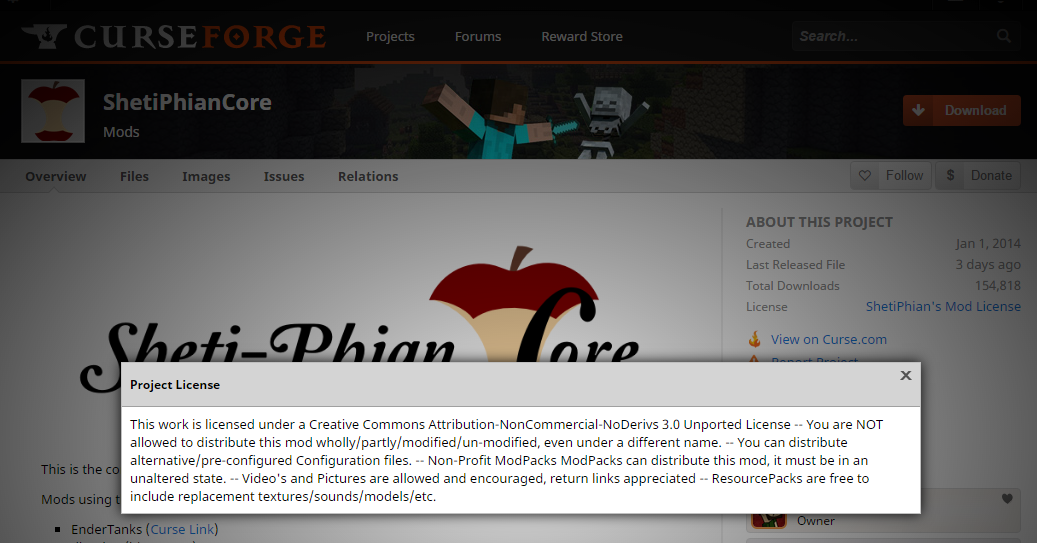 CURSEFORGE
Projects
Forums
Reward Store
Search...
ShetiPhianCore
Mods
Download
Overview
Files
Images
Issues
Relations
Follow
$ Donate
Sheti-Phian Core
ABOUT THIS PROJECT
Created Jan 1, 2014
Last Released File 3 days ago
Total Downloads 154,818
License ShetiPhian's Mod License
View on Curse.com
Report Project
Project License
This work is licensed under a Creative Commons Attribution-NonCommercial-NoDerivs 3.0 Unported License -- You are NOT
allowed to distribute this mod wholly/partly/modified/un-modified, even under a different name. -- You can distribute
alternative/pre-configured Configuration files. -- Non-Profit ModPacks ModPacks can distribute this mod, it must be in an
unaltered state. -- Video's and Pictures are allowed and encouraged, return links appreciated -- ResourcePacks are free to
include replacement textures/sounds/models/etc.
This is the co
Mods using t
EnderTanks (Curse Link)
Owner